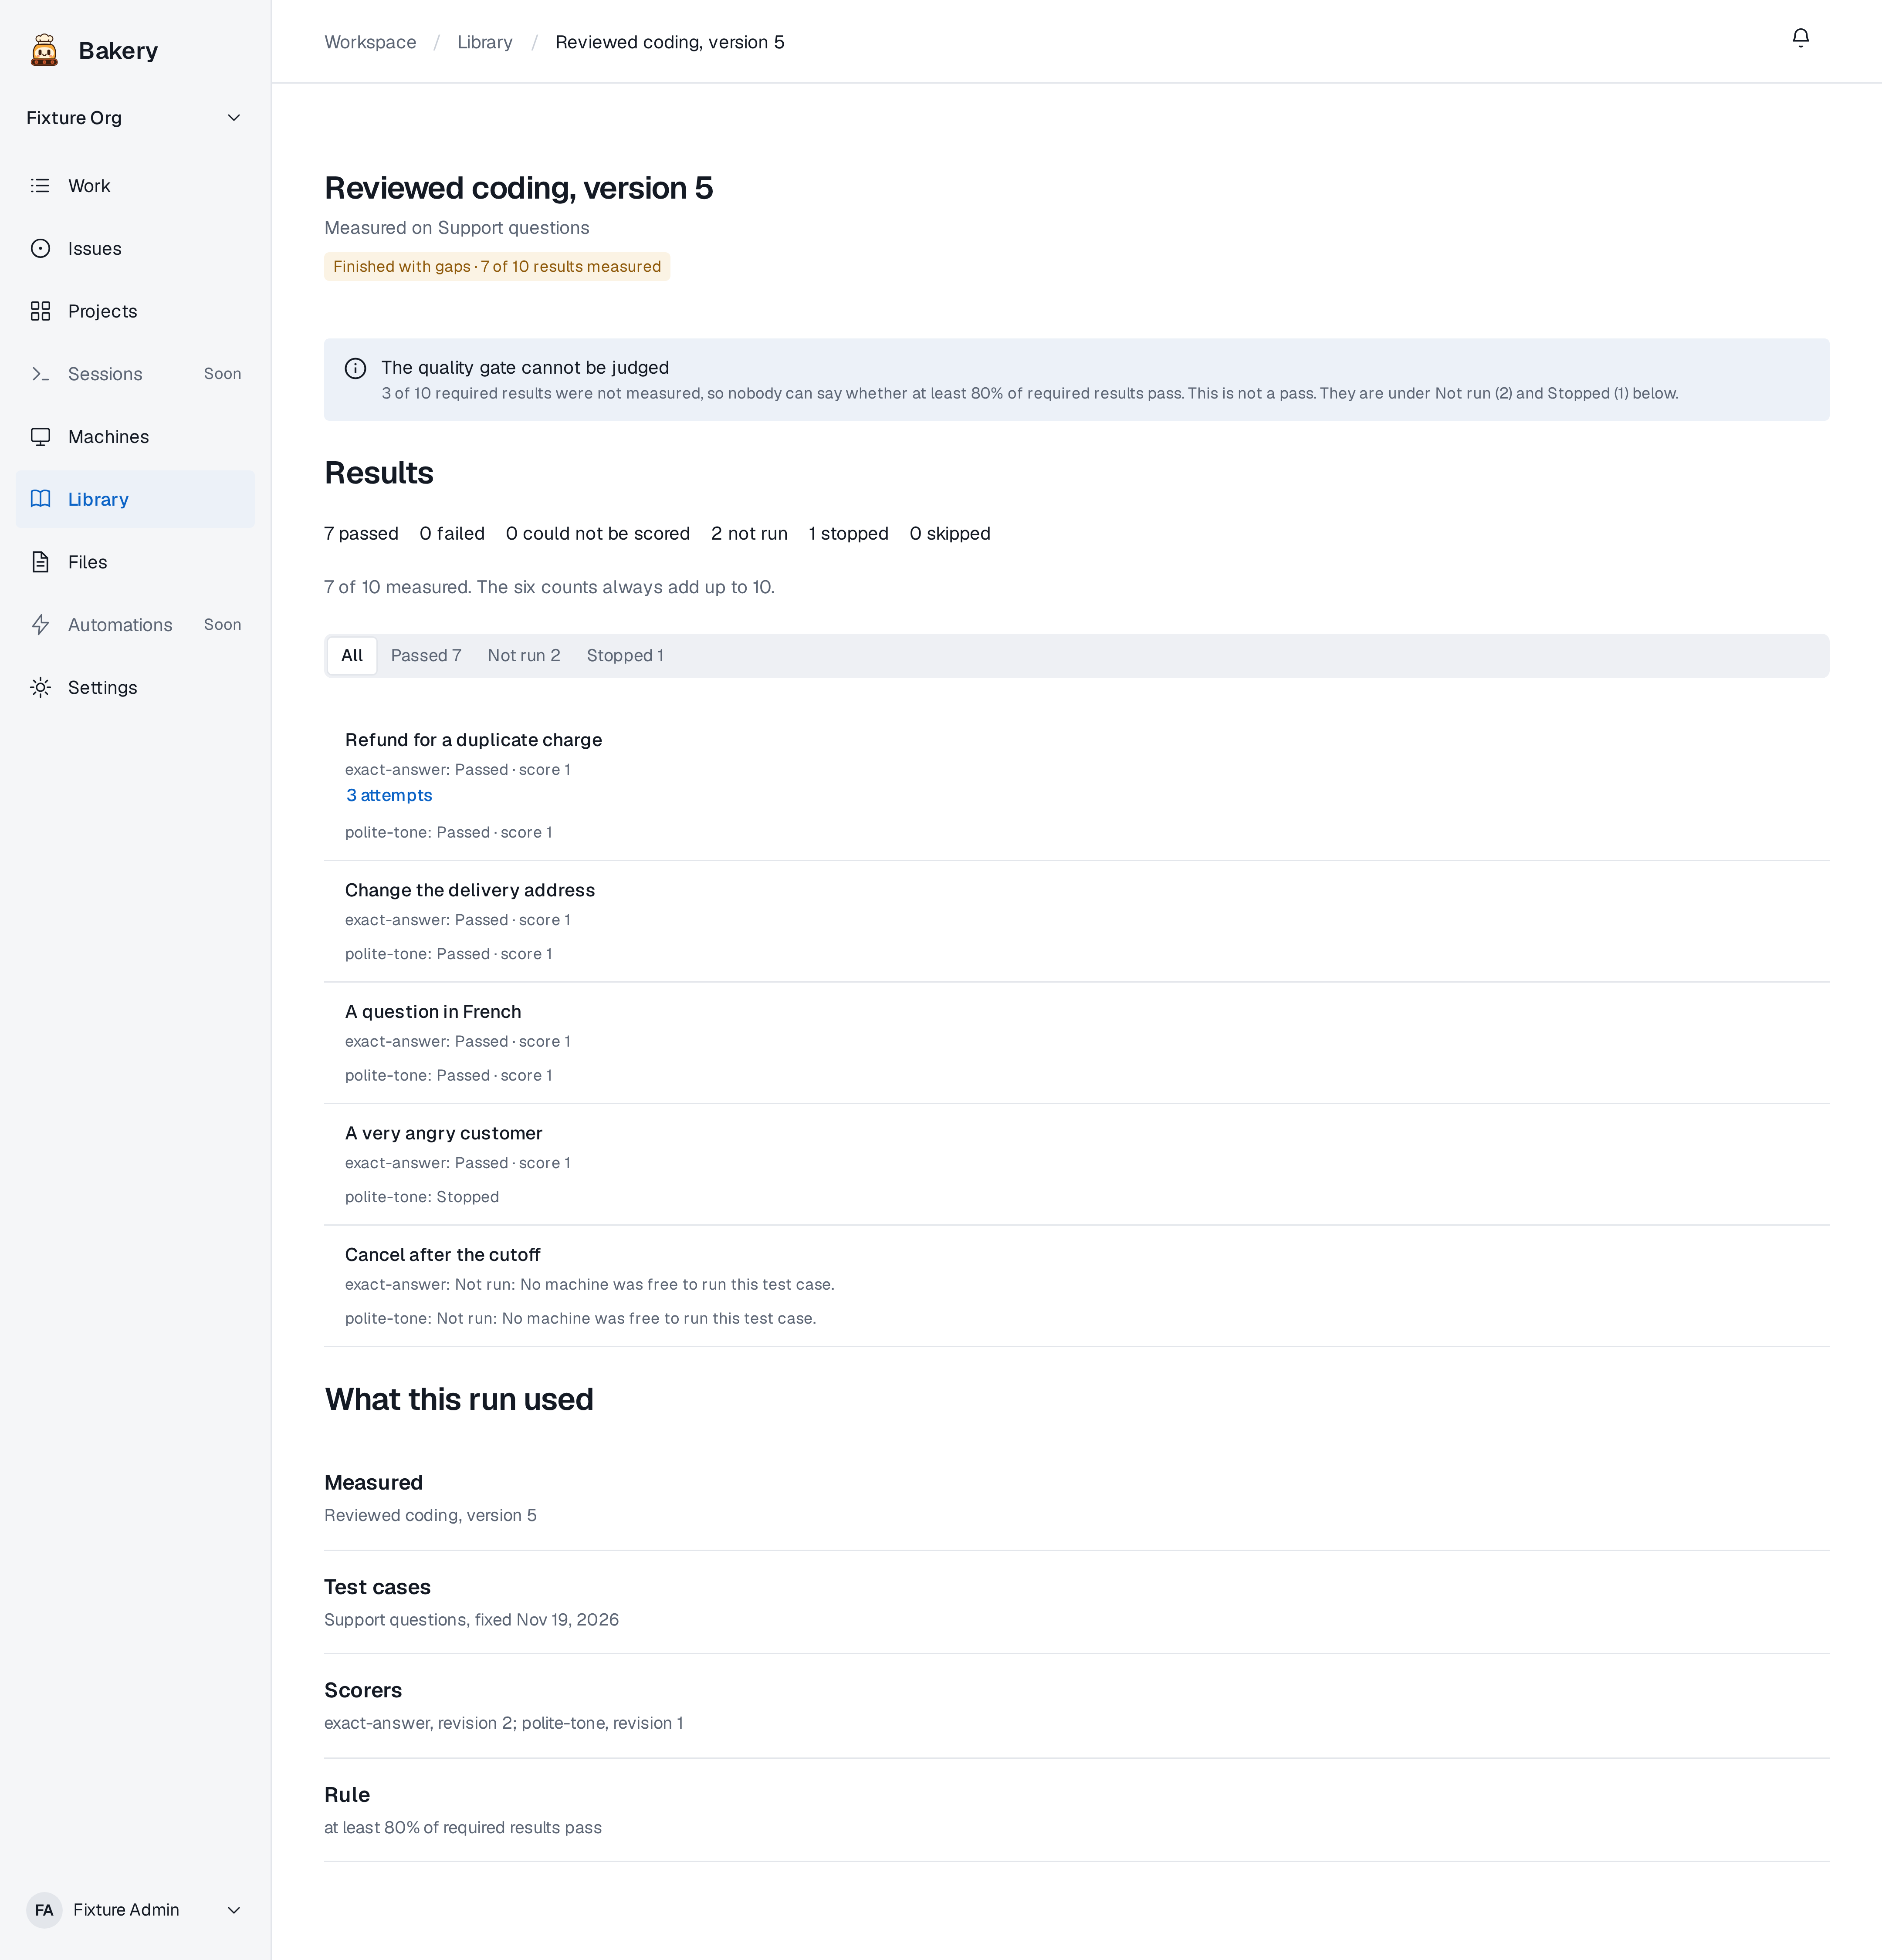 Bakery
Fixture Org
Work
Issues
Projects
Sessions Soon
Machines
Library
Files
Automations Soon
Settings
FA Fixture Admin
Workspace / Library / Reviewed coding, version 5
Reviewed coding, version 5
Measured on Support questions
Finished with gaps · 7 of 10 results measured
The quality gate cannot be judged
3 of 10 required results were not measured, so nobody can say whether at least 80% of required results pass. This is not a pass. They are under Not run (2) and Stopped (1) below.
Results
7 passed 0 failed 0 could not be scored 2 not run 1 stopped 0 skipped
7 of 10 measured. The six counts always add up to 10.
All Passed 7 Not run 2 Stopped 1
Refund for a duplicate charge
exact-answer: Passed · score 1
3 attempts
polite-tone: Passed · score 1
Change the delivery address
exact-answer: Passed · score 1
polite-tone: Passed · score 1
A question in French
exact-answer: Passed · score 1
polite-tone: Passed · score 1
A very angry customer
exact-answer: Passed · score 1
polite-tone: Stopped
Cancel after the cutoff
exact-answer: Not run: No machine was free to run this test case.
polite-tone: Not run: No machine was free to run this test case.
What this run used
Measured
Reviewed coding, version 5
Test cases
Support questions, fixed Nov 19, 2026
Scorers
exact-answer, revision 2; polite-tone, revision 1
Rule
at least 80% of required results pass